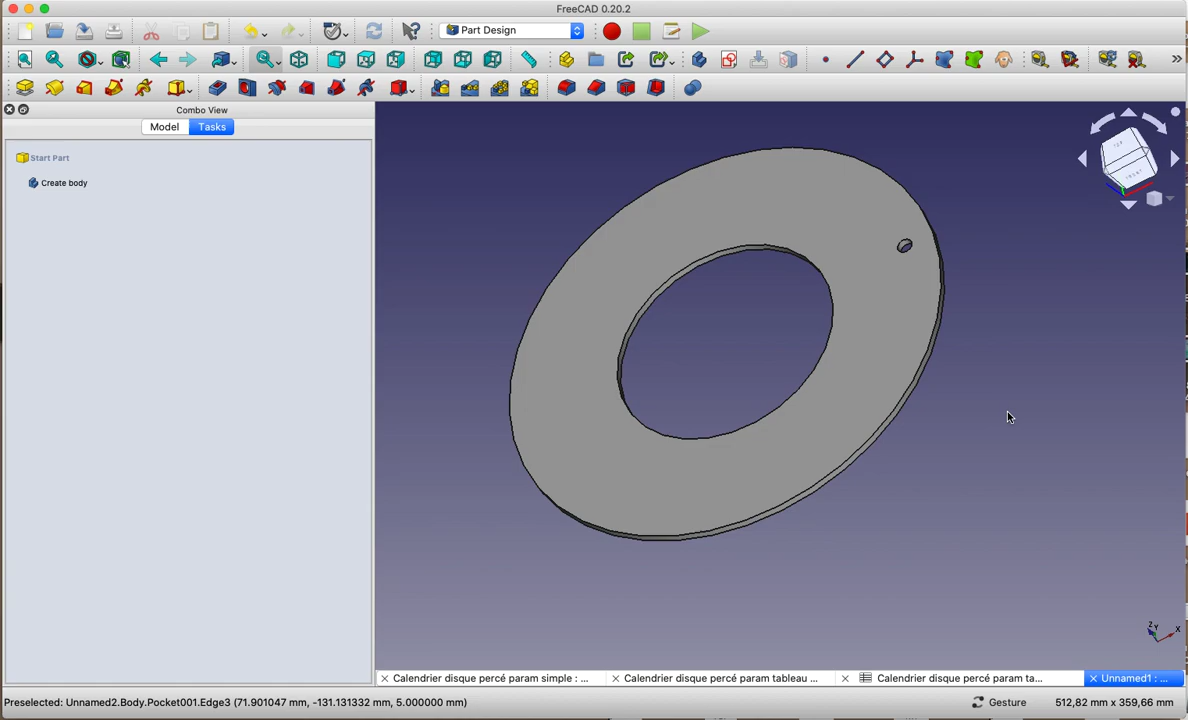 FreeCAD 0.20.2
Part Design
Combo View
Model Tasks
Start Part
Create body
Z Y X
Calendrier disque percé param simple : ... Calendrier disque percé param tableau ... Calendrier disque percé param ta... Unnamed1 : ...
Preselected: Unnamed2.Body.Pocket001.Edge3 (71.901047 mm, -131.131332 mm, 5.000000 mm) Gesture 512,82 mm x 359,66 mm